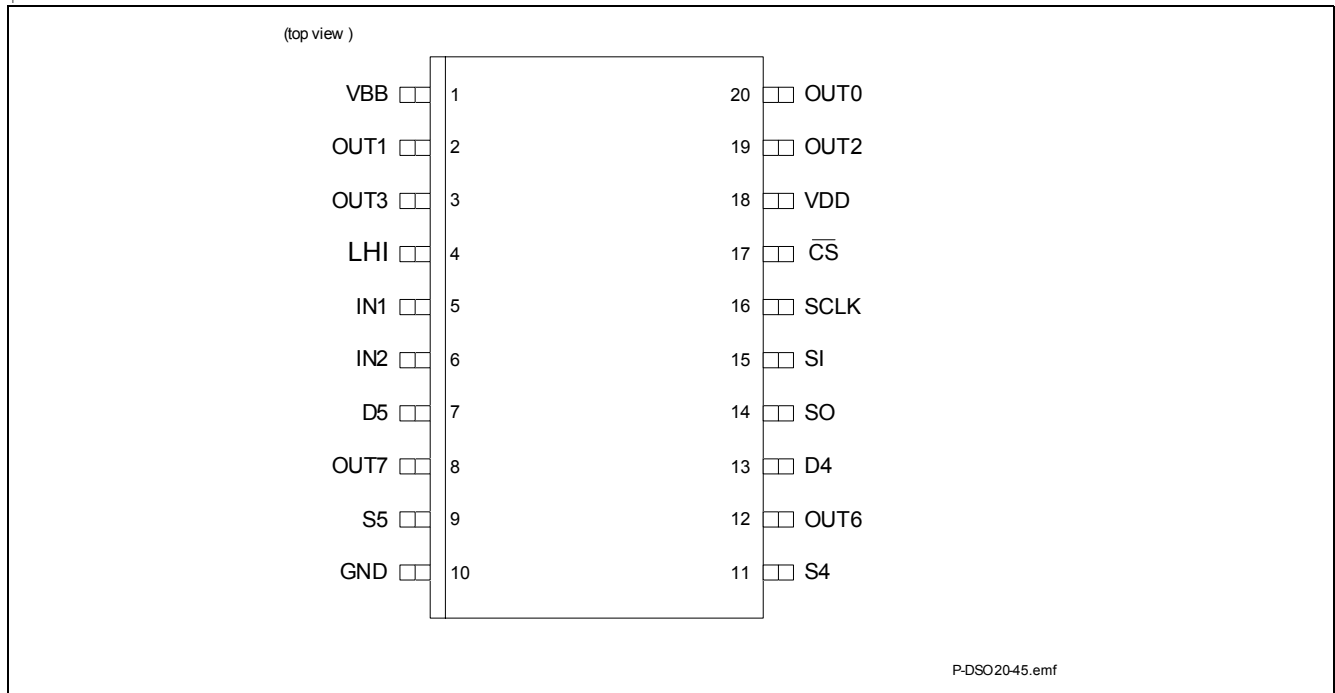 (top view )
VBB 1 20 OUT0
OUT1 2 19 OUT2
OUT3 3 18 VDD
LHI 4 17 C̅S̅
IN1 5 16 SCLK
IN2 6 15 SI
D5 7 14 SO
OUT7 8 13 D4
S5 9 12 OUT6
GND 10 11 S4
P-DSO20-45.emf